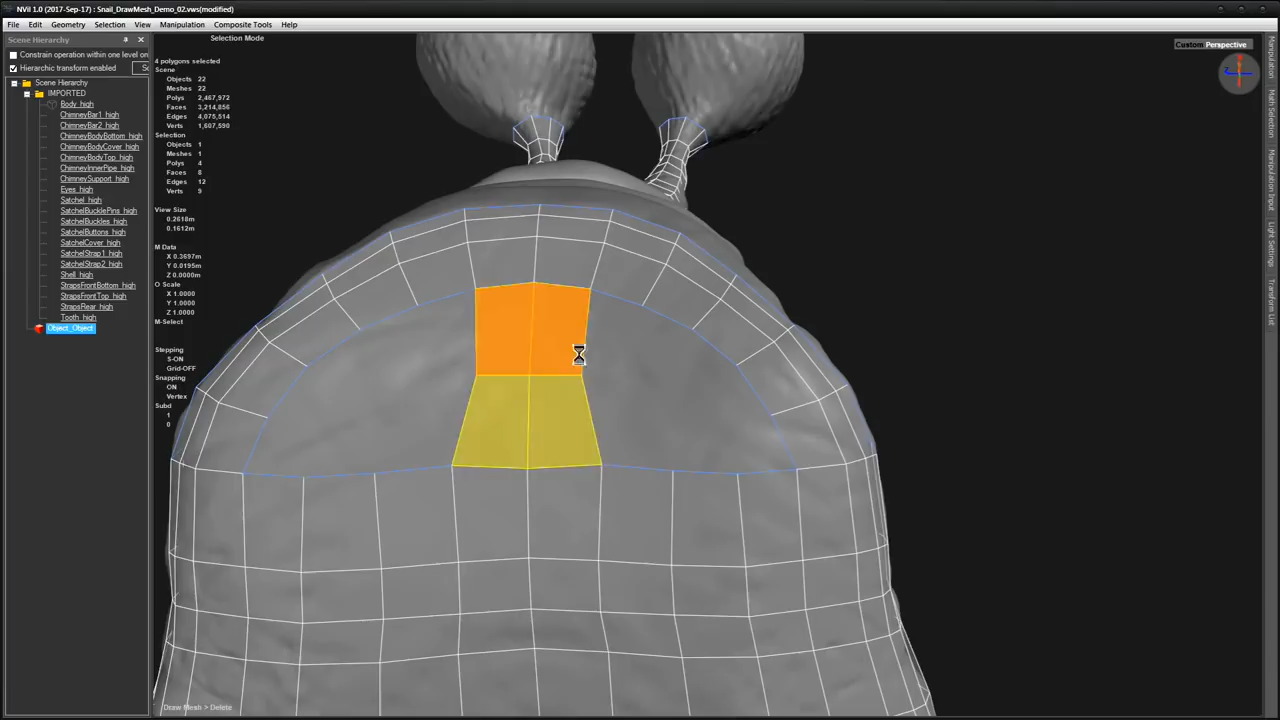 NVil 1.0 (2017-Sep-17) : Snail_DrawMesh_Demo_02.vws(modified)
File Edit Geometry Selection View Manipulation Composite Tools Help
Scene Hierarchy
Constrain operation within one level on
Hierarchic transform enabled
Scene Hierarchy
IMPORTED
Body_high
ChimneyBar1_high
ChimneyBar2_high
ChimneyBodyBottom_high
ChimneyBodyCover_high
ChimneyBodyTop_high
ChimneyInnerPipe_high
ChimneySupport_high
Eyes_high
Satchel_high
SatchelBucklePins_high
SatchelBuckles_high
SatchelButtons_high
SatchelCover_high
SatchelStrap1_high
SatchelStrap2_high
Shell_high
StrapsFrontBottom_high
StrapsFrontTop_high
StrapsRear_high
Tooth_high
Object_Object
Selection Mode
4 polygons selected
Scene
Objects 22
Meshes 22
Polys 2,467,972
Faces 3,214,856
Edges 4,075,514
Verts 1,607,590
Selection
Objects 1
Meshes 1
Polys 4
Faces 8
Edges 12
Verts 9
View Size
0.2618m
0.1612m
M Data
X 0.3697m
Y 0.0195m
Z 0.0000m
O Scale
X 1.0000
Y 1.0000
Z 1.0000
M-Select
Stepping
S-ON
Grid-OFF
Snapping
ON
Vertex
Subd
1
0
Draw Mesh > Delete
Custom Perspective
Z
Manipulation
Math Selection
Manipulation Input
Light Settings
Transform List